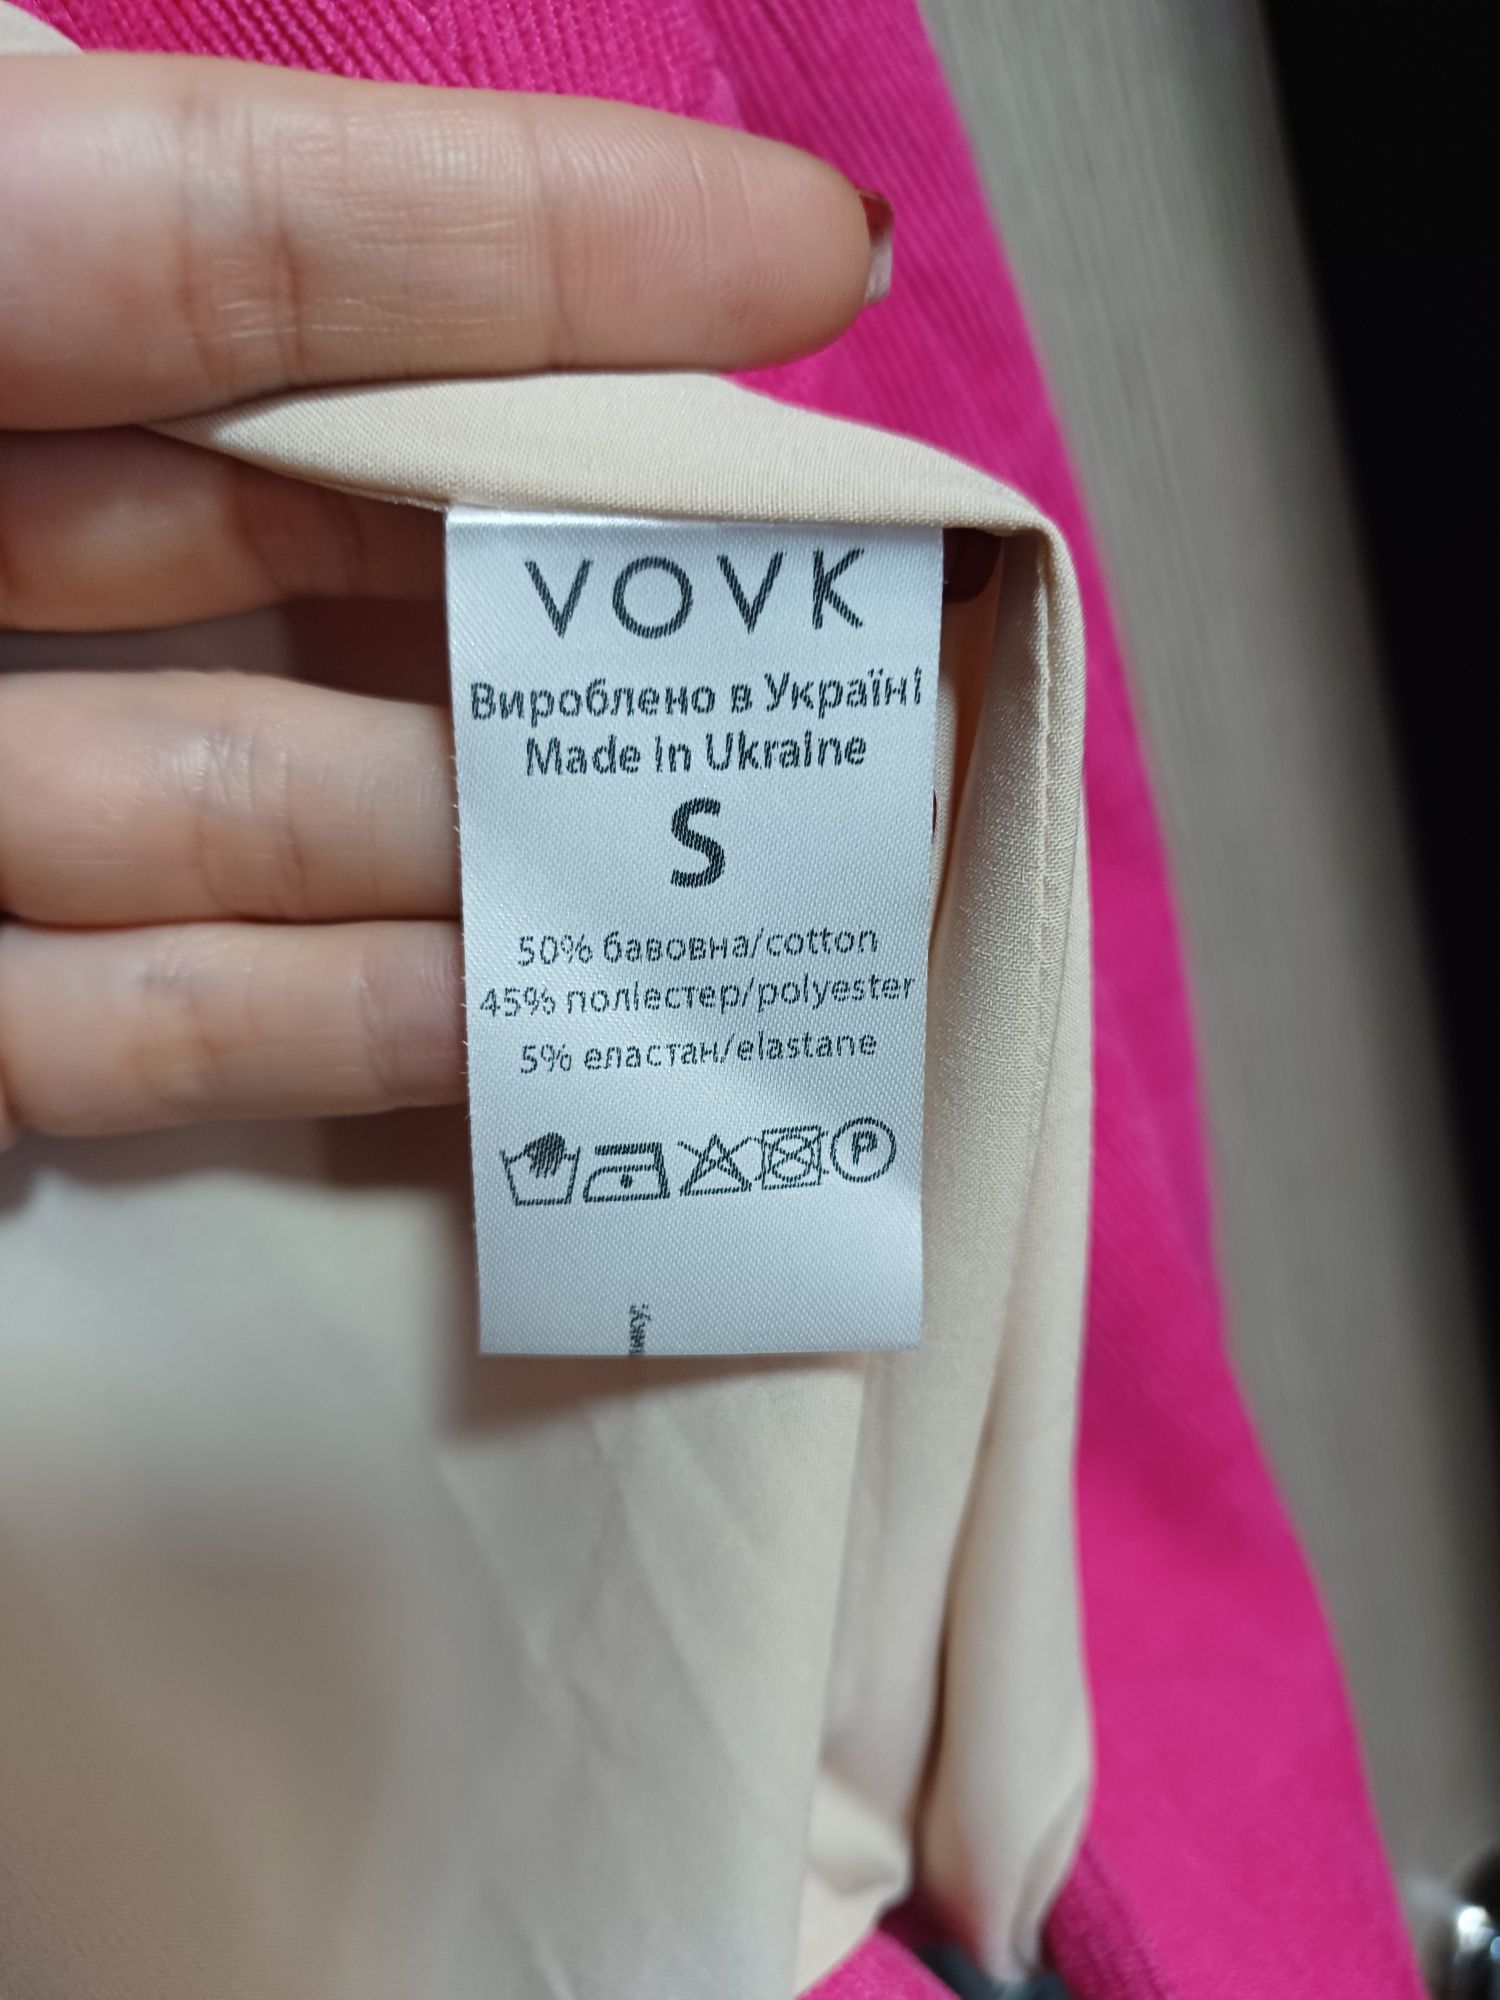 VOVK
Вироблено в Україні
Made in Ukraine
S
50% бавовна/cotton
45% поліестер/polyester
5% еластан/elastane
P